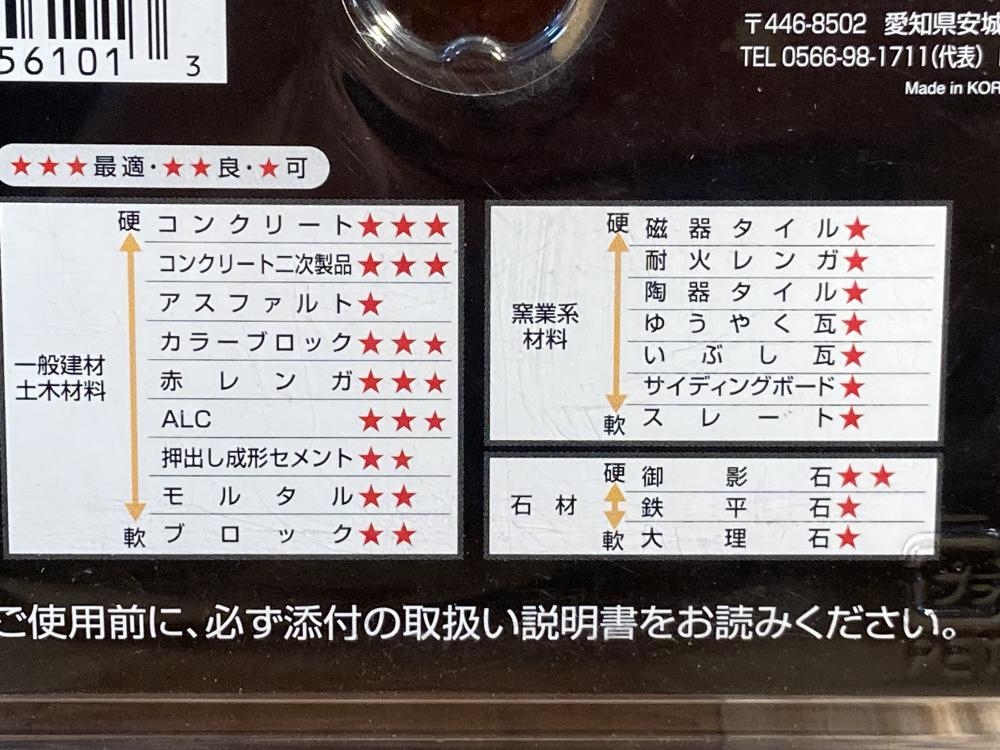 56101 3
〒446-8502 愛知県安城
TEL 0566-98-1711(代表)
Made in KOR
★★★最適・★★良・★可
一般建材
土木材料
硬
軟
コンクリート★★★
コンクリート二次製品★★★
アスファルト★
カラーブロック★★★
赤レンガ★★★
ALC ★★★
押出し成形セメント★★
モルタル★★
ブロック★★
窯業系
材料
硬
軟
磁器タイル★
耐火レンガ★
陶器タイル★
ゆうやく瓦★
いぶし瓦★
サイディングボード★
スレート★
石材
硬
軟
御影石★★
鉄平石★
大理石★
ご使用前に、必ず添付の取扱い説明書をお読みください。
プラ